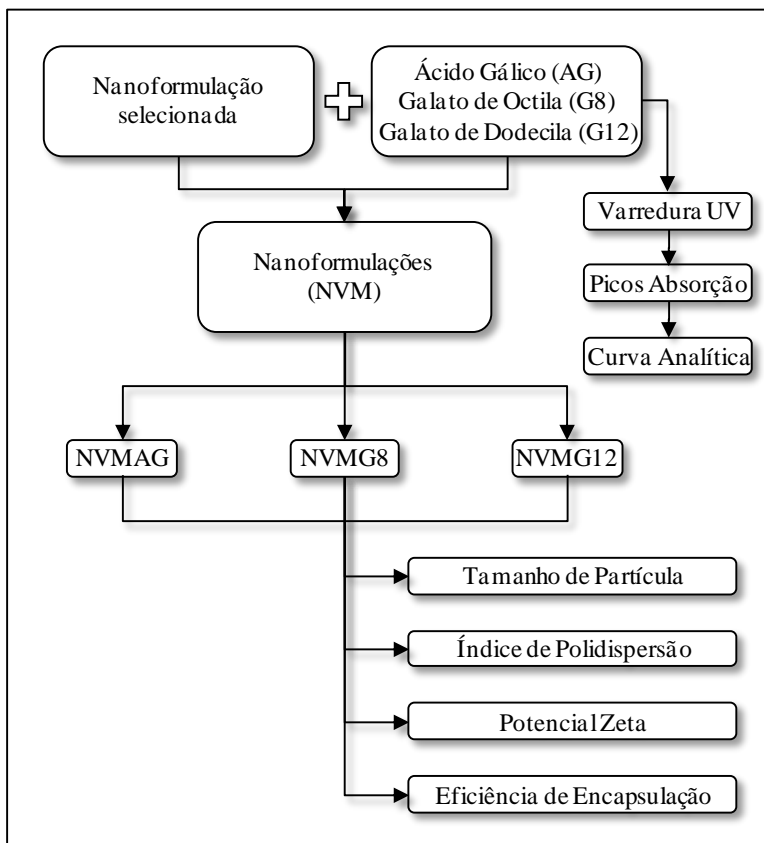 Nanoformulação
selecionada
Ácido Gálico (AG)
Galato de Octila (G8)
Galato de Dodecila (G12)
Varredura UV
Nanoformulações
(NVM)
Picos Absorção
Curva Analítica
NVMAG
NVMG8
NVMG12
Tamanho de Partícula
Índice de Polidispersão
Potencial Zeta
Eficiência de Encapsulação